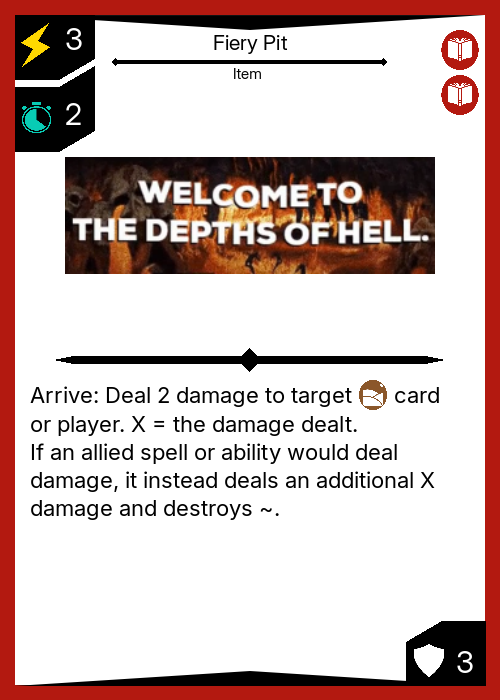 3
Fiery Pit
Item
2
WELCOME TO
THE DEPTHS OF HELL.
Arrive: Deal 2 damage to target card
or player. X = the damage dealt.
If an allied spell or ability would deal
damage, it instead deals an additional X
damage and destroys ~.
3